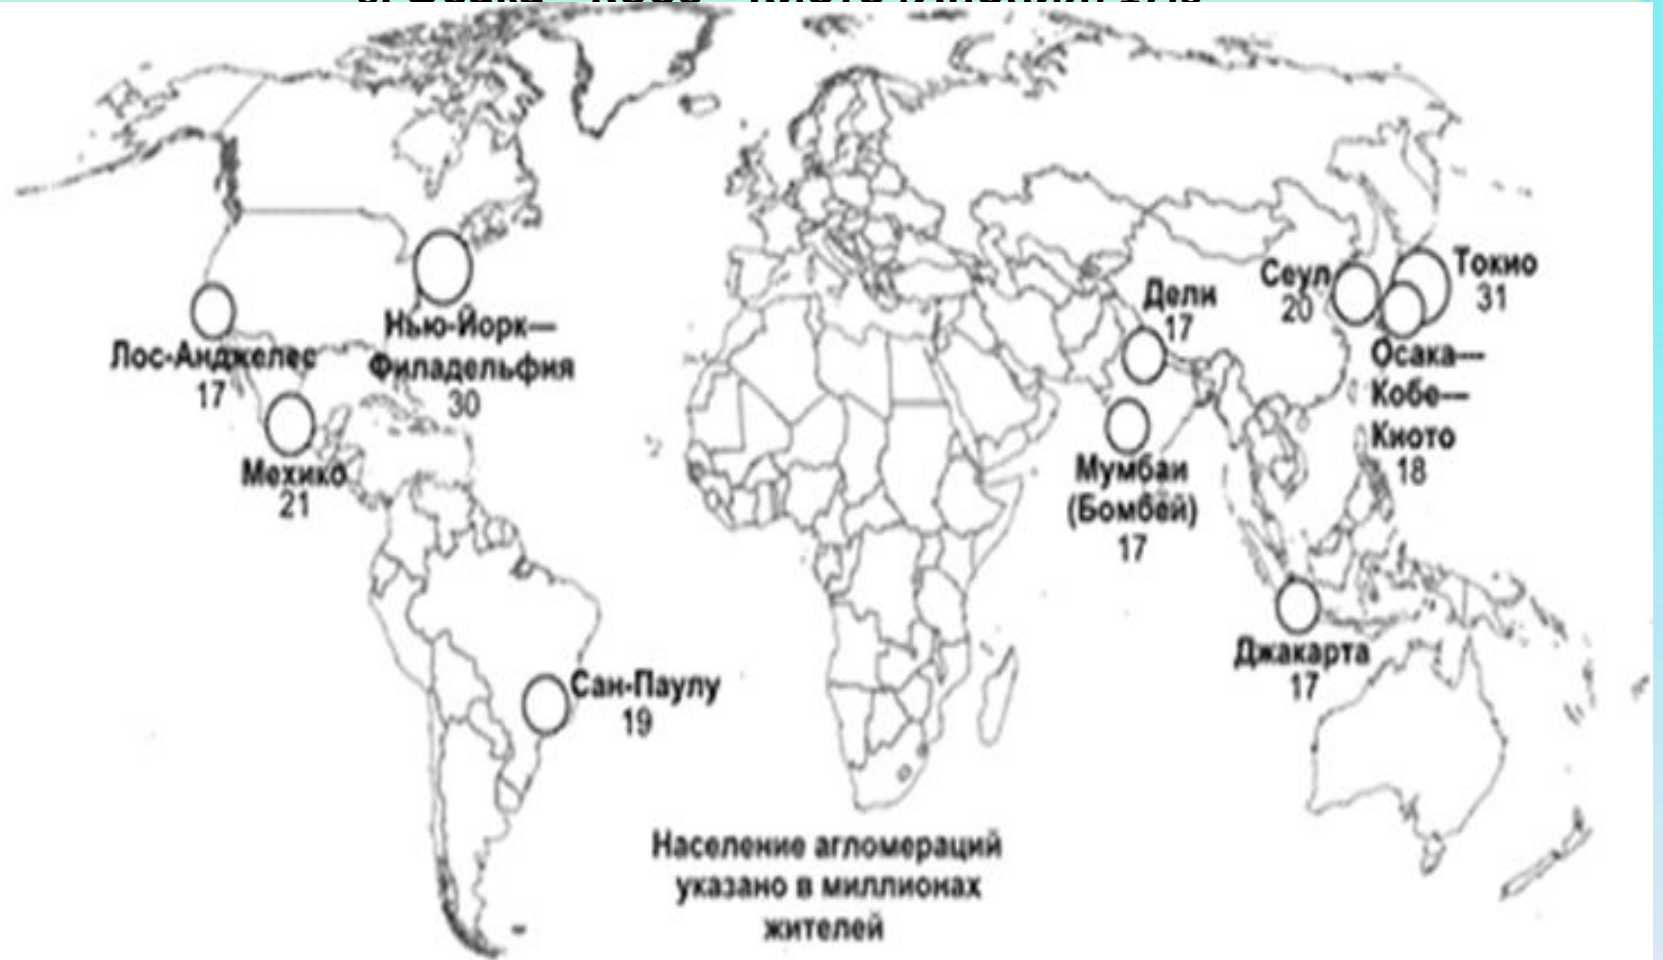 Токио
31
Сеул
20
Дели
17
Нью-Йорк—
Филадельфия
30
Лос-Анджелес
17
Осака—
Кобе—
Киото
18
Мехико
21
Мумбаи
(Бомбей)
17
Джакарта
17
Сан-Паулу
19
Население агломераций
указано в миллионах
жителей